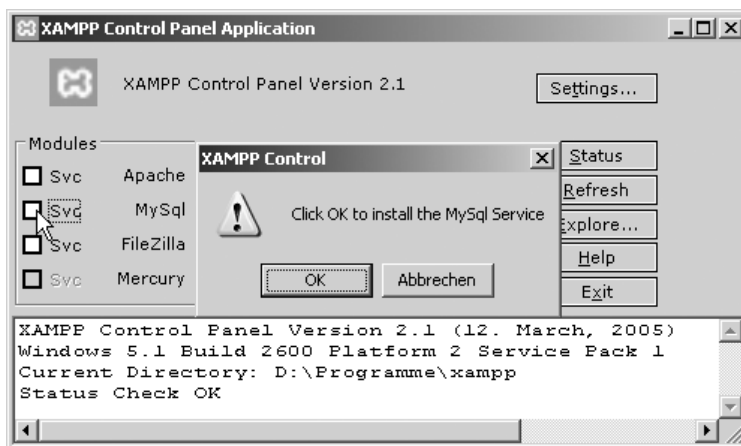 XAMPP Control Panel Application
XAMPP Control Panel Version 2.1
Settings...
Modules
Svc Apache
Svc MySql
Svc FileZilla
Svc Mercury
XAMPP Control
Click OK to install the MySql Service
OK
Abbrechen
Status
Refresh
Explore...
Help
Exit
XAMPP Control Panel Version 2.1 (12. March, 2005)
Windows 5.1 Build 2600 Platform 2 Service Pack 1
Current Directory: D:\Programme\xampp
Status Check OK